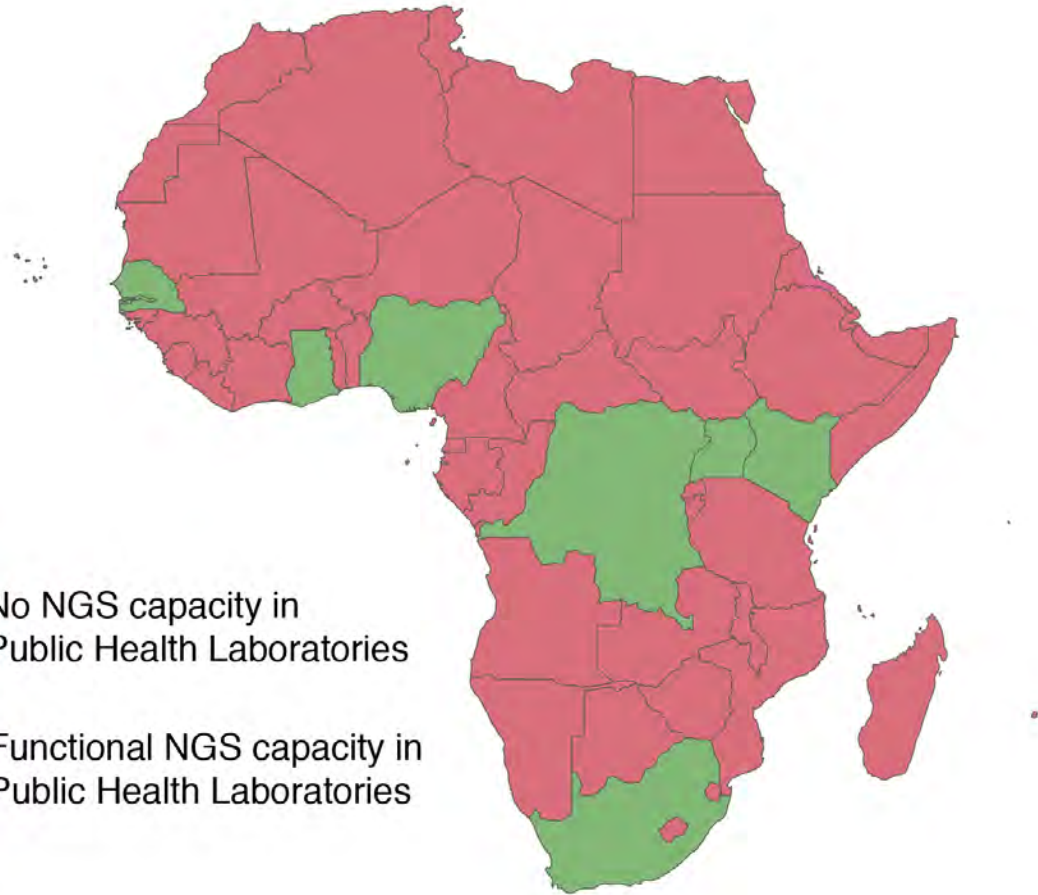 No NGS capacity in
Public Health Laboratories
Functional NGS capacity in
Public Health Laboratories